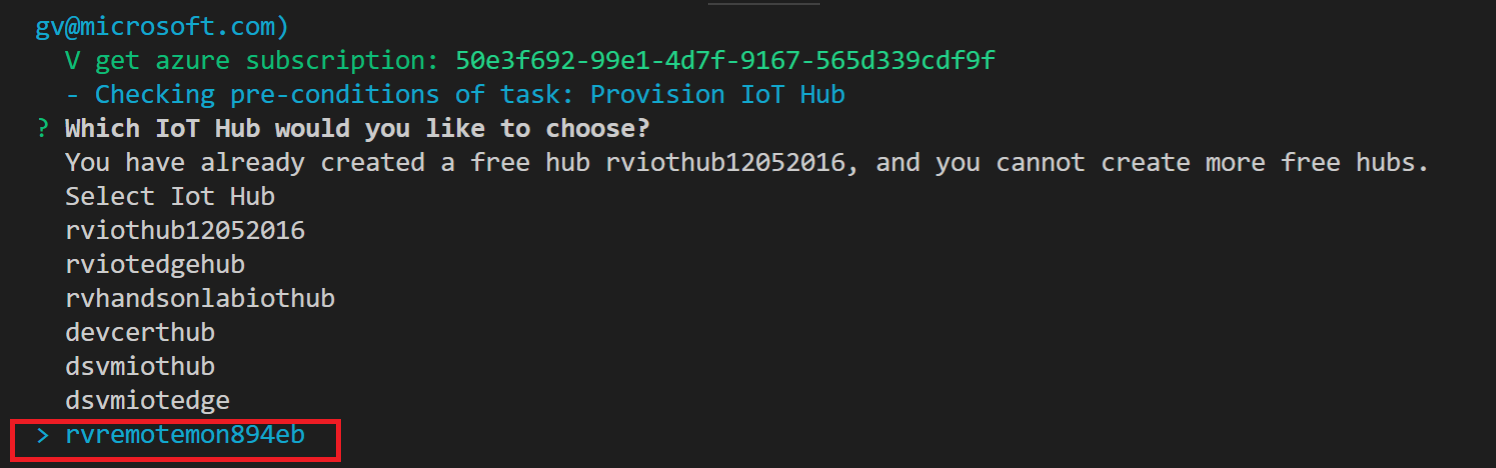 gv@microsoft.com)
V get azure subscription: 50e3f692-99e1-4d7f-9167-565d339cdf9f
- Checking pre-conditions of task: Provision IoT Hub
? Which IoT Hub would you like to choose?
You have already created a free hub rviothub12052016, and you cannot create more free hubs.
Select Iot Hub
rviothub12052016
rviotedgehub
rvhandsonlabiothub
devcerthub
dsvmiothub
dsvmiotedge
> rvremotemon894eb